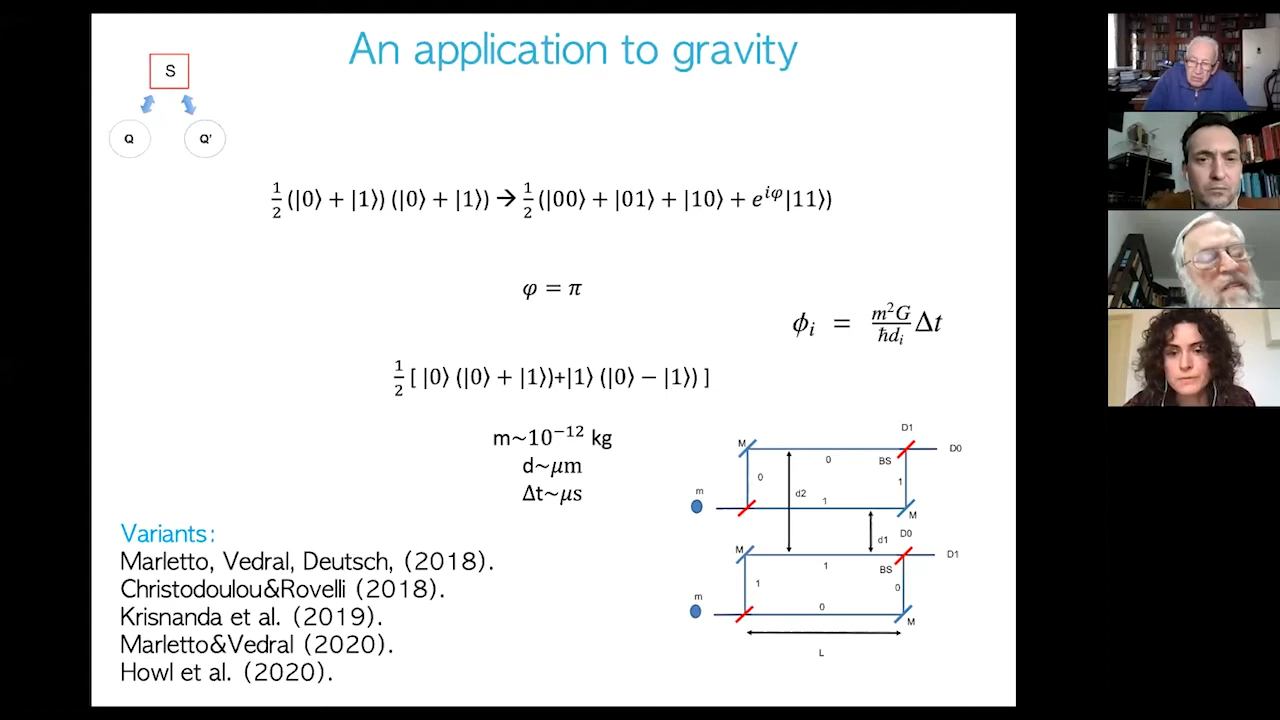 An application to gravity
S
Q Q'
½(|0⟩ + |1⟩)(|0⟩ + |1⟩) → ½(|00⟩ + |01⟩ + |10⟩ + e^{iφ}|11⟩)
φ = π
ϕᵢ = m²G/ħdᵢ Δt
½[ |0⟩ (|0⟩ + |1⟩)+|1⟩ (|0⟩ − |1⟩) ]
m~10⁻¹² kg
d~μm
Δt~μs
Variants:
Marletto, Vedral, Deutsch, (2018).
Christodoulou&Rovelli (2018).
Krisnanda et al. (2019).
Marletto&Vedral (2020).
Howl et al. (2020).
D1
M D0
0 BS
0 1
m d2 1
M
d1 D0
M D1
1 BS
1 0
m 0
M
L